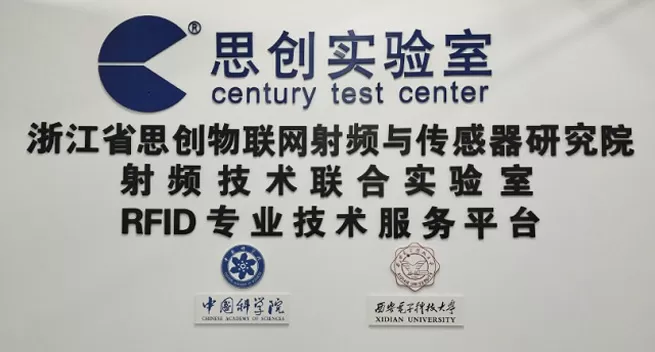 ®
思创实验室
century test center
浙江省思创物联网射频与传感器研究院
射频技术联合实验室
RFID专业技术服务平台
中国科学院
CHINESE ACADEMY OF SCIENCES
西安电子科技大学
XIDIAN UNIVERSITY